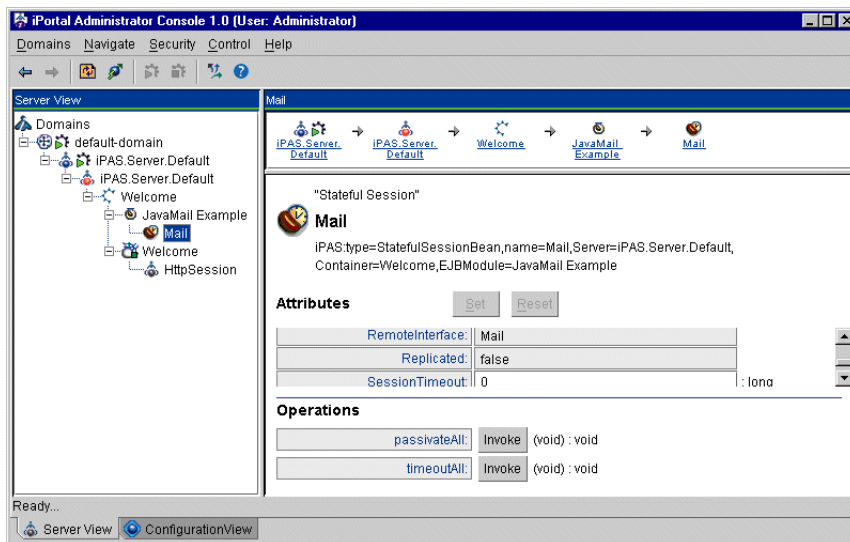 iPortal Administrator Console 1.0 (User: Administrator)
Domains Navigate Security Control Help
Server View
Domains
default-domain
iPAS.Server.Default
iPAS.Server.Default
Welcome
JavaMail Example
Mail
Welcome
HttpSession
Mail
iPAS.Server. Default
iPAS.Server. Default
Welcome
JavaMail Example
Mail
"Stateful Session"
Mail
iPAS:type=StatefulSessionBean,name=Mail,Server=iPAS.Server.Default,
Container=Welcome,EJBModule=JavaMail Example
Attributes Set Reset
RemoteInterface: Mail
Replicated: false
SessionTimeout: 0 : long
Operations
passivateAll: Invoke (void) : void
timeoutAll: Invoke (void) : void
Ready...
Server View ConfigurationView